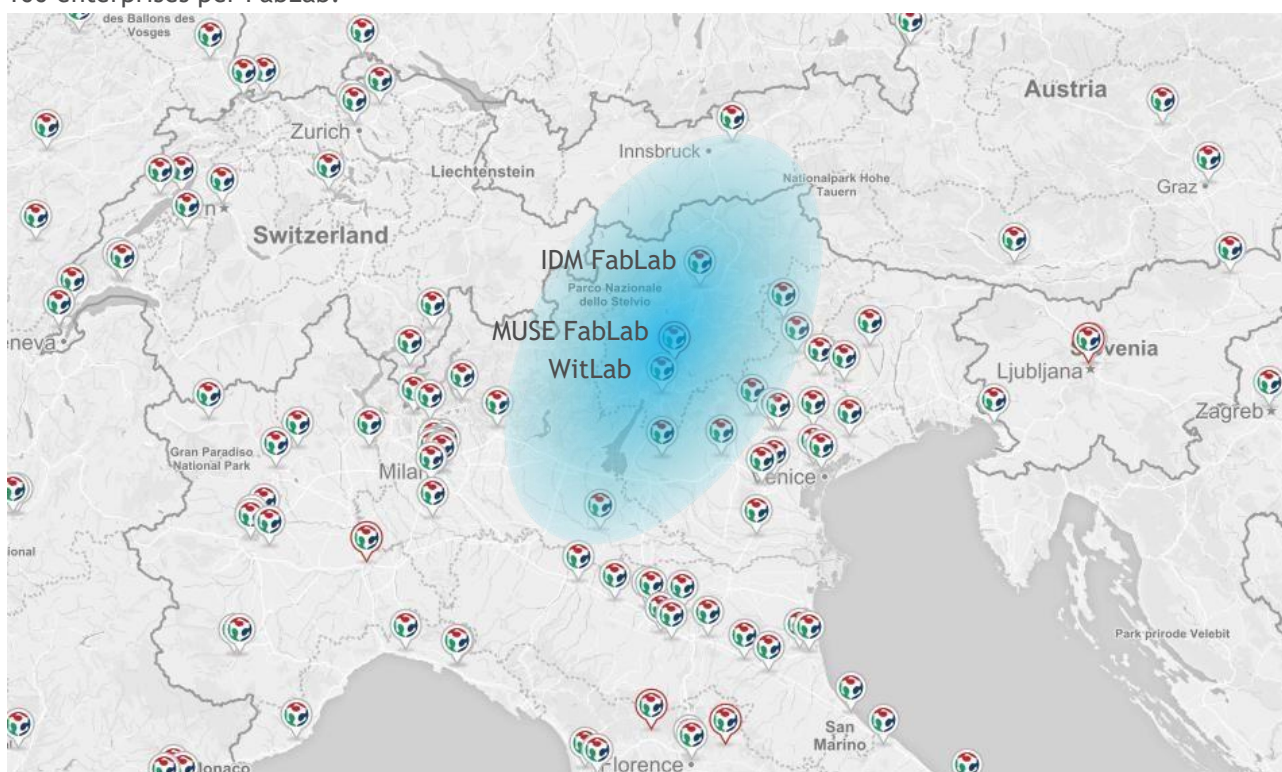 des Ballons des
Vosges
Austria
Zurich
Innsbruck
Liechtenstein
Nationalpark Hohe
Tauern
Graz
Switzerland
IDM FabLab
Parco Nazionale
dello Stelvio
MUSE FabLab
WitLab
Slovenia
Ljubljana
Zagreb
Gran Paradiso
National Park
Venice
Park prirode Velebit
San
Marino
Florence